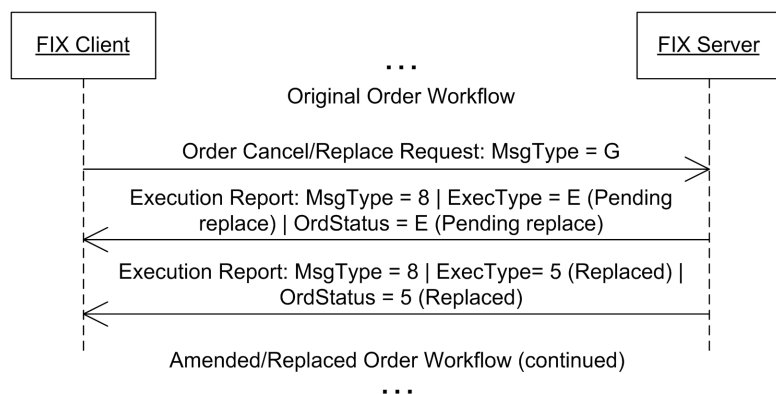 FIX Client
FIX Server
...
Original Order Workflow
Order Cancel/Replace Request: MsgType = G
Execution Report: MsgType = 8 | ExecType = E (Pending
replace) | OrdStatus = E (Pending replace)
Execution Report: MsgType = 8 | ExecType= 5 (Replaced) |
OrdStatus = 5 (Replaced)
Amended/Replaced Order Workflow (continued)
...